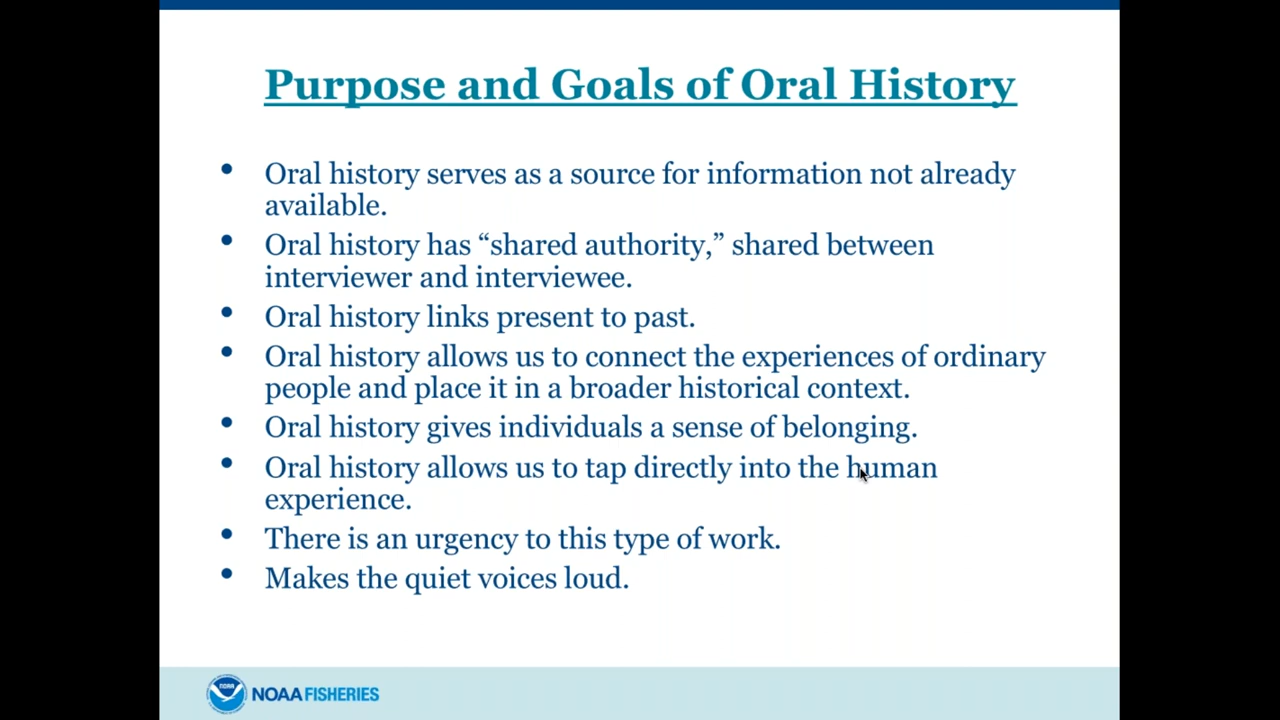 Purpose and Goals of Oral History
• Oral history serves as a source for information not already
available.
• Oral history has “shared authority,” shared between
interviewer and interviewee.
• Oral history links present to past.
• Oral history allows us to connect the experiences of ordinary
people and place it in a broader historical context.
• Oral history gives individuals a sense of belonging.
• Oral history allows us to tap directly into the human
experience.
• There is an urgency to this type of work.
• Makes the quiet voices loud.
NOAA FISHERIES